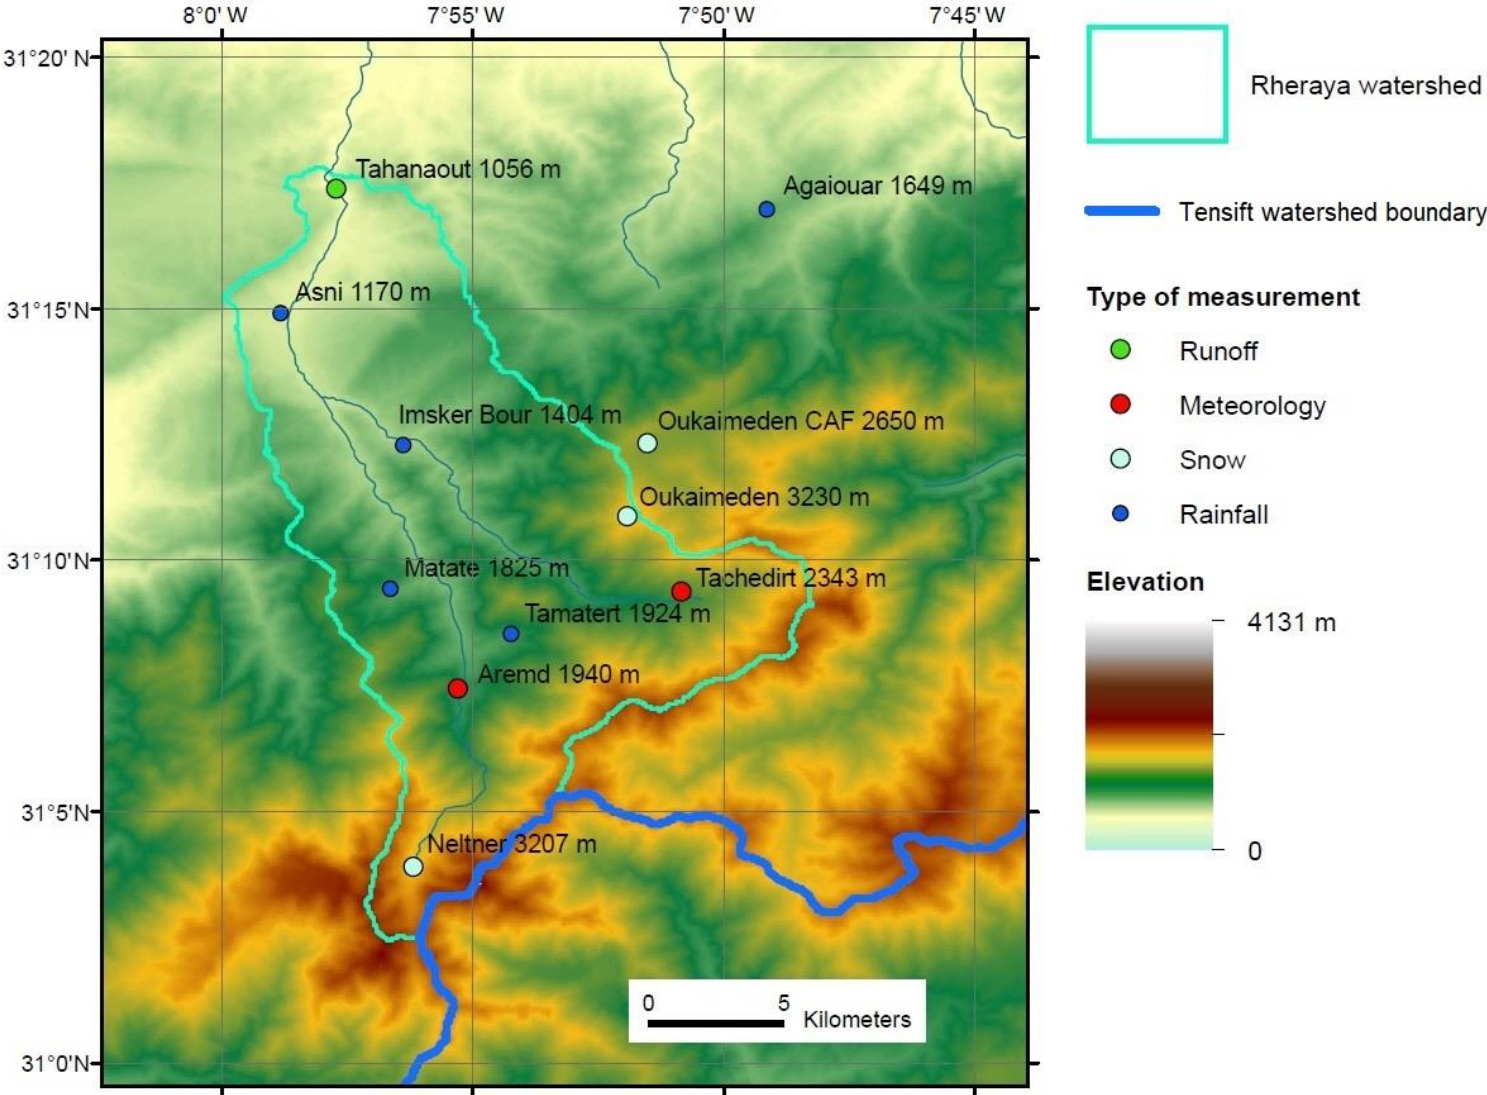 8°0'W 7°55'W 7°50'W 7°45'W
31°20' N
Rheraya watershed
Tahanaout 1056 m
Agaiouar 1649 m
Tensift watershed boundary
Asni 1170 m
Type of measurement
31°15' N
Runoff
Meteorology
Imsker Bour 1404 m
Oukaimeden CAF 2650 m
Snow
Oukaimeden 3230 m
Rainfall
31°10' N
Matate 1825 m
Tachedirt 2343 m
Elevation
Tamatert 1924 m
4131 m
Aremd 1940 m
31°5'N
Neltner 3207 m
0
0 5
Kilometers
31°0'N